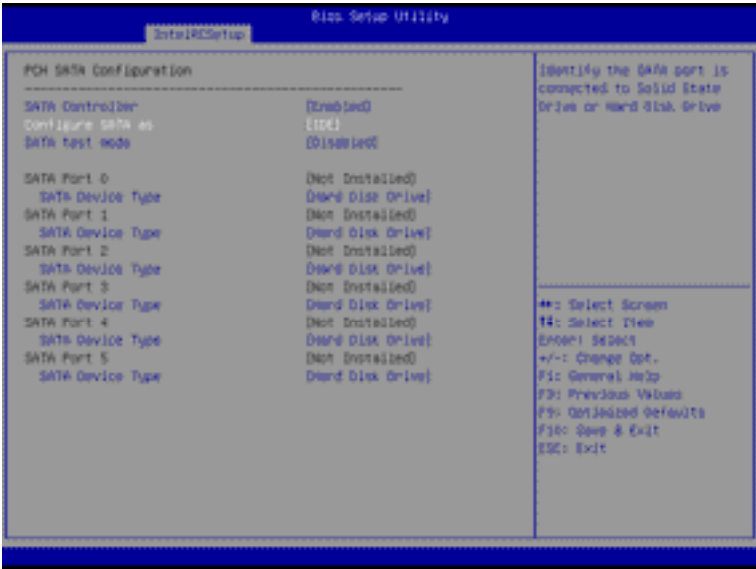 Bios Setup Utility
IntelRCSetup
PCH SATA Configuration
SATA Controller [Enabled]
Configure SATA as [IDE]
SATA test mode [Disabled]
SATA Port 0 [Not Installed]
SATA Device Type [Hard Disk Drive]
SATA Port 1 [Not Installed]
SATA Device Type [Hard Disk Drive]
SATA Port 2 [Not Installed]
SATA Device Type [Hard Disk Drive]
SATA Port 3 [Not Installed]
SATA Device Type [Hard Disk Drive]
SATA Port 4 [Not Installed]
SATA Device Type [Hard Disk Drive]
SATA Port 5 [Not Installed]
SATA Device Type [Hard Disk Drive]
Identify the SATA port is
connected to Solid State
Drive or Hard Disk Drive
: Select Screen
: Select Item
Enter: Select
+/-: Change Opt.
F1: General Help
: Previous Values
F9: Optimized Defaults
F10: Save & Exit
ESC: Exit